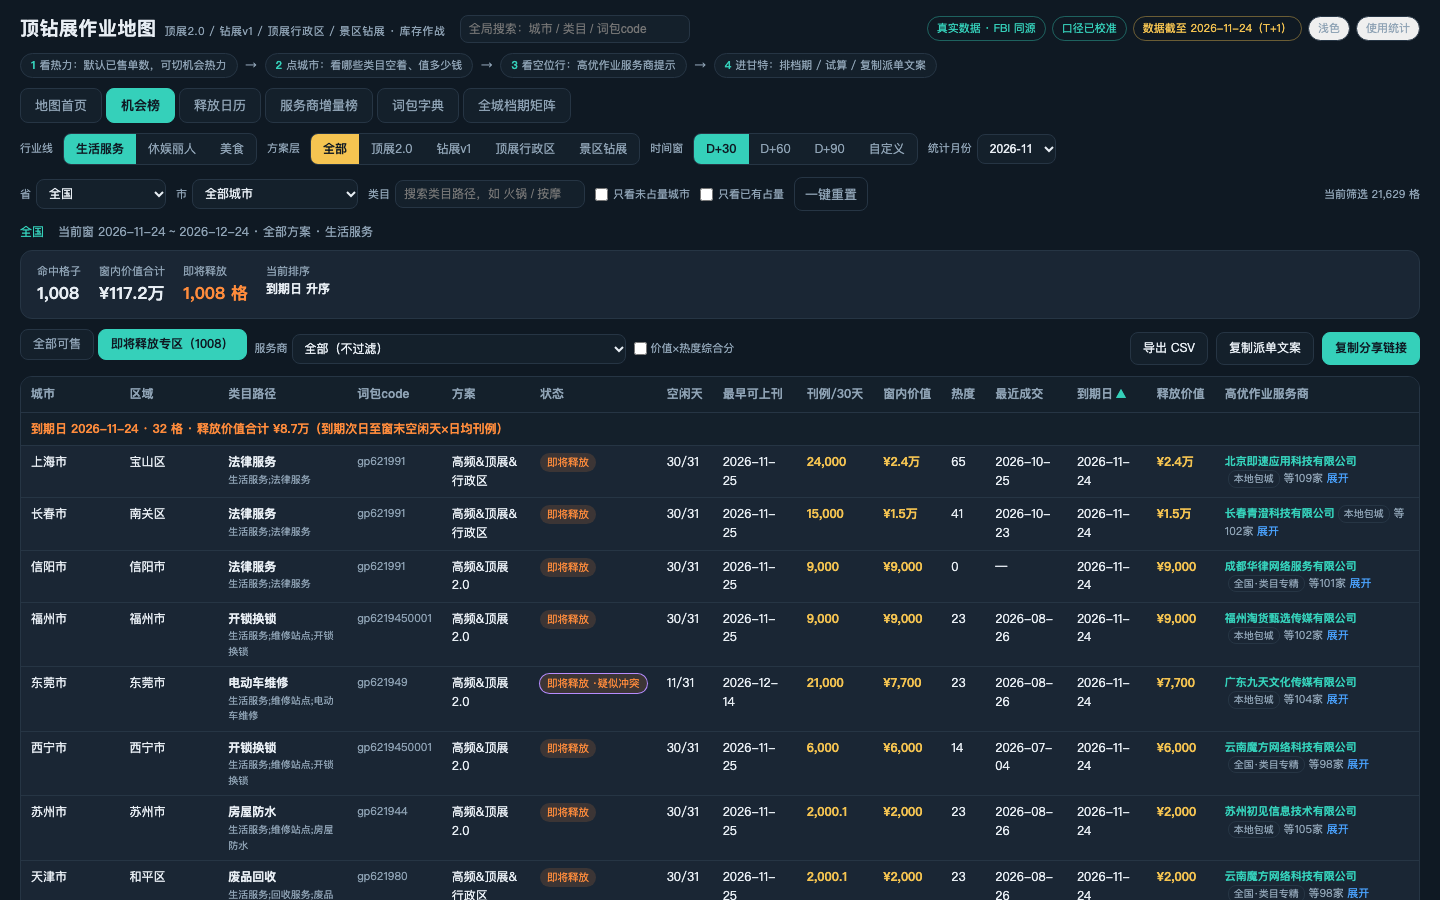 顶钻展作业地图 顶展2.0 / 钻展v1 / 顶展行政区 / 景区钻展 · 库存作战 全局搜索：城市 / 类目 / 词包code 真实数据 · FBI 同源 口径已校准 数据截至 2026-11-24（T+1） 浅色 使用统计
1 看热力：默认已售单数，可切机会热力 → 2 点城市：看哪些类目空着、值多少钱 → 3 看空位行：高优作业服务商提示 → 4 进甘特：排档期 / 试算 / 复制派单文案
地图首页 机会榜 释放日历 服务商增量榜 词包字典 全城档期矩阵
行业线 生活服务 休娱丽人 美食 方案层 全部 顶展2.0 钻展v1 顶展行政区 景区钻展 时间窗 D+30 D+60 D+90 自定义 统计月份 2026-11
省 全国 市 全部城市 类目 搜索类目路径，如 火锅 / 按摩 只看未占量城市 只看已有占量 一键重置 当前筛选 21,629 格
全国 当前窗 2026-11-24 ~ 2026-12-24 · 全部方案 · 生活服务
命中格子 窗内价值合计 即将释放 当前排序
1,008 ¥117.2万 1,008 格 到期日 升序
全部可售 即将释放专区（1008） 服务商 全部（不过滤） 价值×热度综合分 导出 CSV 复制派单文案 复制分享链接
城市 区域 类目路径 词包code 方案 状态 空闲天 最早可上刊 刊例/30天 窗内价值 热度 最近成交 到期日 ▲ 释放价值 高优作业服务商
到期日 2026-11-24 · 32 格 · 释放价值合计 ¥8.7万（到期次日至窗末空闲天×日均刊例）
上海市 宝山区 法律服务 gp621991 高频&顶展& 即将释放 30/31 2026-11- 24,000 ¥2.4万 65 2026-10- 2026-11- ¥2.4万 北京即速应用科技有限公司
生活服务;法律服务 行政区 25 25 24 本地包城 等109家 展开
长春市 南关区 法律服务 gp621991 高频&顶展& 即将释放 30/31 2026-11- 15,000 ¥1.5万 41 2026-10- 2026-11- ¥1.5万 长春青澄科技有限公司 本地包城 等
生活服务;法律服务 行政区 25 23 24 102家 展开
信阳市 信阳市 法律服务 gp621991 高频&顶展 即将释放 30/31 2026-11- 9,000 ¥9,000 0 — 2026-11- ¥9,000 成都华律网络服务有限公司
生活服务;法律服务 2.0 25 24 全国·类目专精 等101家 展开
福州市 福州市 开锁换锁 gp6219450001 高频&顶展 即将释放 30/31 2026-11- 9,000 ¥9,000 23 2026-08- 2026-11- ¥9,000 福州淘货甄选传媒有限公司
生活服务;维修站点;开锁 2.0 25 26 24 本地包城 等102家 展开
换锁
东莞市 东莞市 电动车维修 gp621949 高频&顶展 即将释放 ·疑似冲突 11/31 2026-12- 21,000 ¥7,700 23 2026-08- 2026-11- ¥7,700 广东九天文化传媒有限公司
生活服务;维修站点;电动 2.0 14 26 24 本地包城 等104家 展开
车维修
西宁市 西宁市 开锁换锁 gp6219450001 高频&顶展 即将释放 30/31 2026-11- 6,000 ¥6,000 14 2026-07- 2026-11- ¥6,000 云南魔方网络科技有限公司
生活服务;维修站点;开锁 2.0 25 04 24 全国·类目专精 等98家 展开
换锁
苏州市 苏州市 房屋防水 gp621944 高频&顶展 即将释放 30/31 2026-11- 2,000.1 ¥2,000 23 2026-08- 2026-11- ¥2,000 苏州初见信息技术有限公司
生活服务;维修站点;房屋 2.0 25 26 24 本地包城 等105家 展开
防水
天津市 和平区 废品回收 gp621980 高频&顶展& 即将释放 30/31 2026-11- 2,000.1 ¥2,000 23 2026-08- 2026-11- ¥2,000 云南魔方网络科技有限公司
生活服务;回收服务;废品 行政区 25 26 24 全国·类目专精 等98家 展开